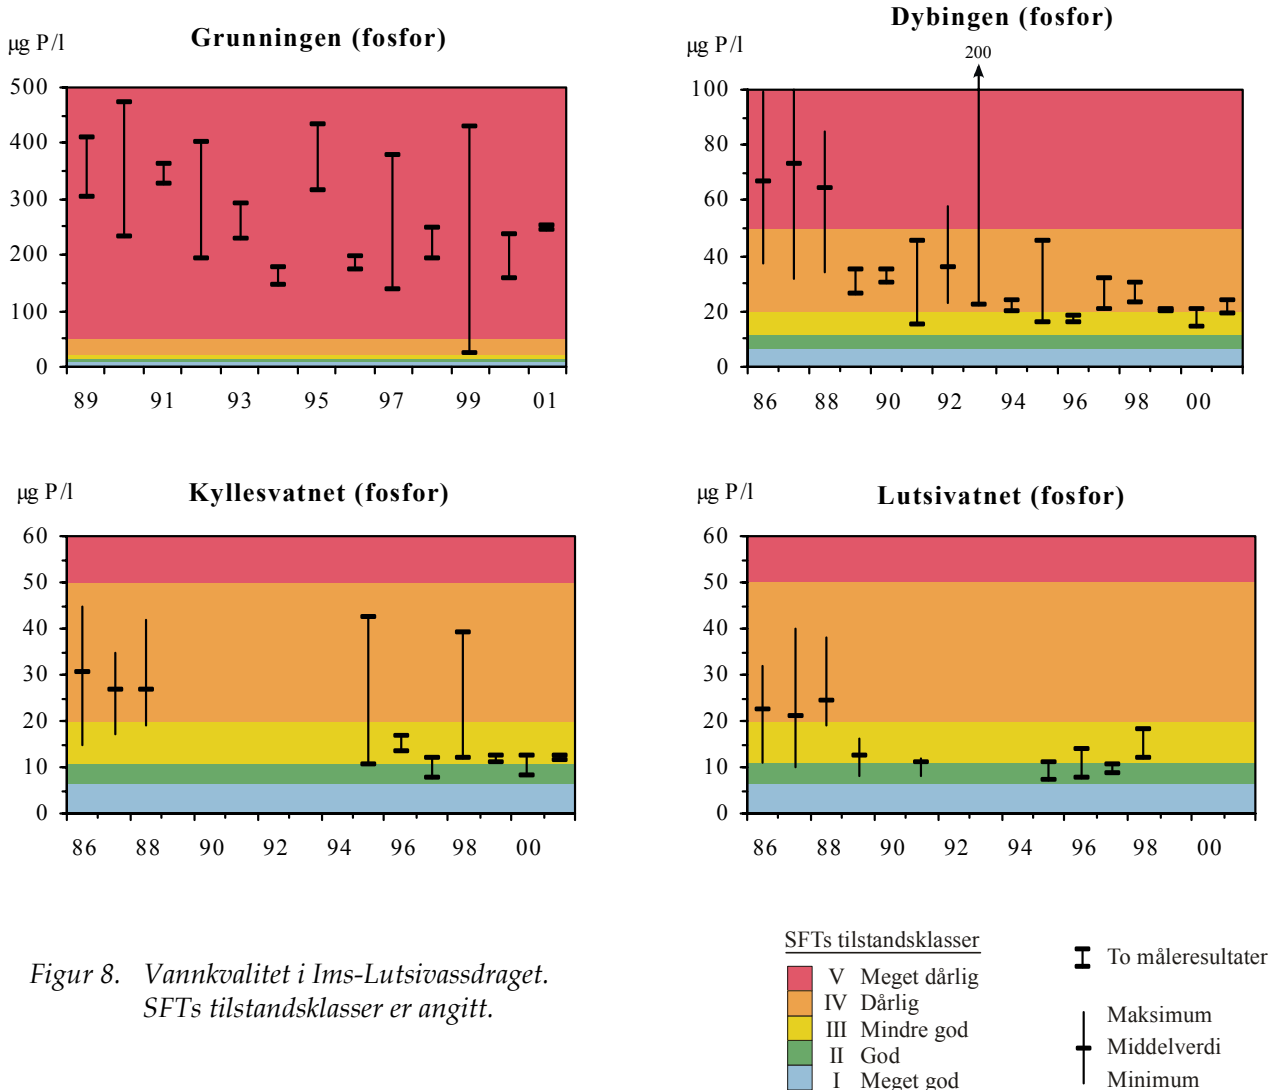 Grunningen (fosfor)
µg P/l
500
400
300
200
100
0
89 91 93 95 97 99 01
Dybingen (fosfor)
µg P/l
200
100
80
60
40
20
0
86 88 90 92 94 96 98 00
Kyllesvatnet (fosfor)
µg P/l
60
50
40
30
20
10
0
86 88 90 92 94 96 98 00
Lutsivatnet (fosfor)
µg P/l
60
50
40
30
20
10
0
86 88 90 92 94 96 98 00
Figur 8. Vannkvalitet i Ims-Lutsivassdraget.
SFTs tilstandsklasser er angitt.
SFTs tilstandsklasser
V Meget dårlig
IV Dårlig
III Mindre god
II God
I Meget god
To måleresultater
Maksimum
Middelverdi
Minimum